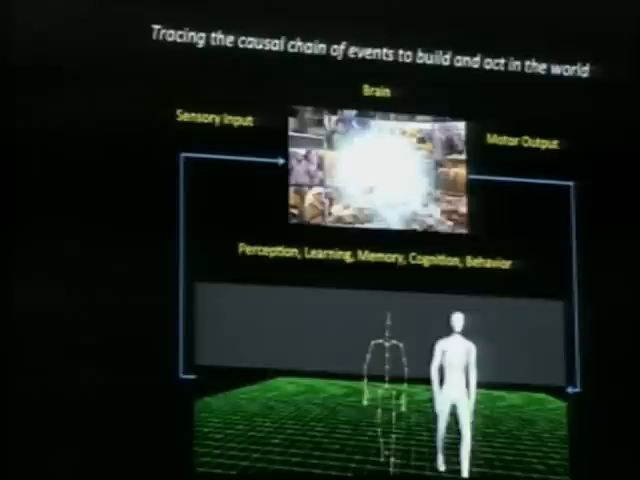 Tracing the causal chain of events to build and act in the world
Brain
Sensory Input
Motor Output
Perception, Learning, Memory, Cognition, Behavior